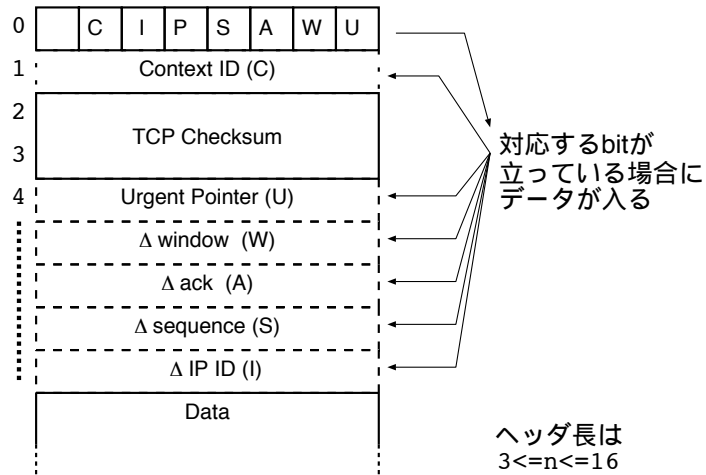 0 C I P S A W U
1 Context ID (C)
2
TCP Checksum
3
対応するbitが
立っている場合に
データが入る
4 Urgent Pointer (U)
Δ window (W)
Δ ack (A)
Δ sequence (S)
Δ IP ID (I)
Data
ヘッダ長は
3<=n<=16